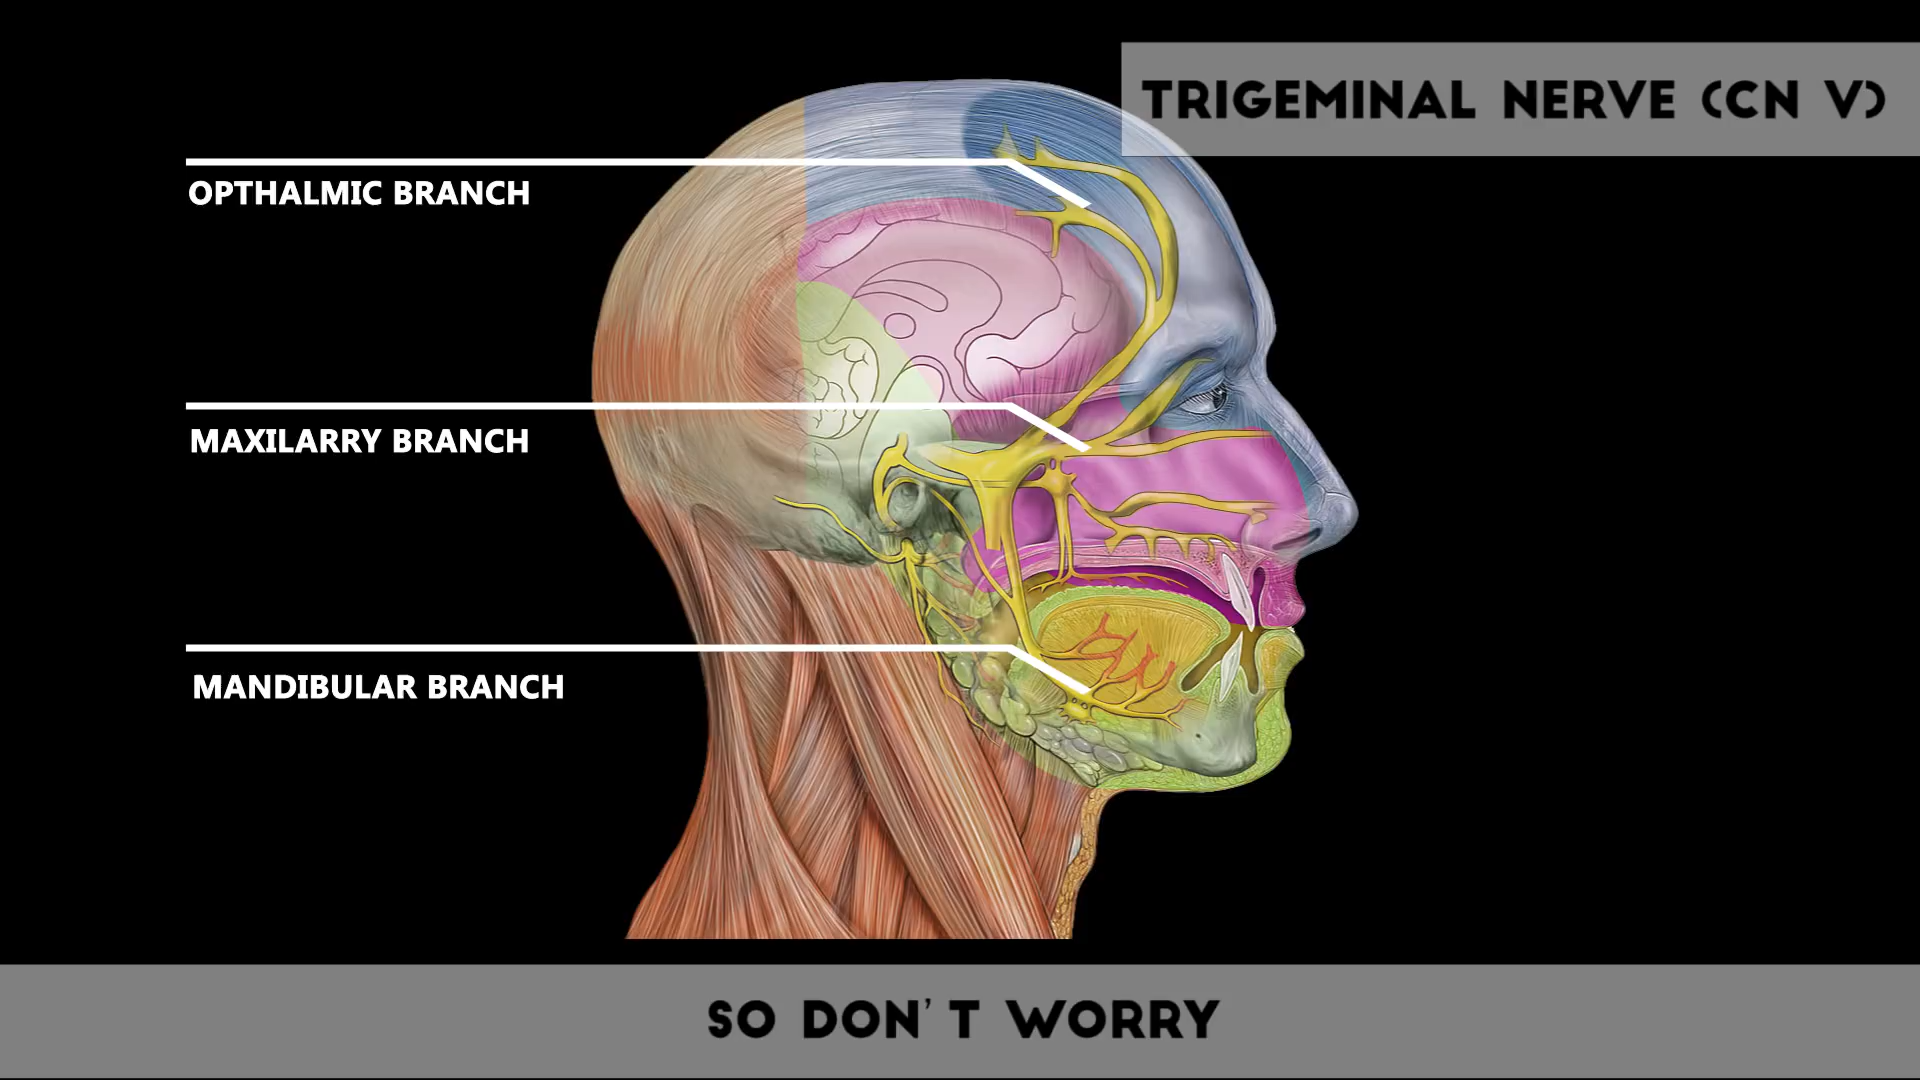 TRIGEMINAL NERVE (CN V)
OPTHALMIC BRANCH
MAXILARRY BRANCH
MANDIBULAR BRANCH
SO DON'T WORRY